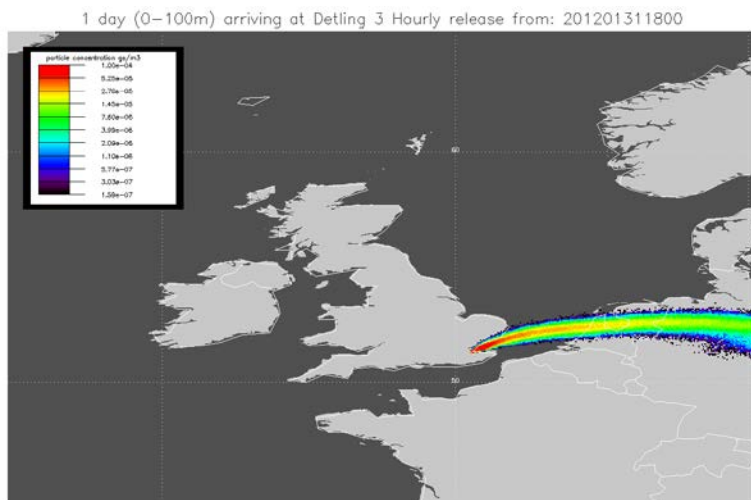 1 day (0-100m) arriving at Detling 3 Hourly release from: 201201311800
particle concentration gs/m3
1.00e-04
5.25e-05
2.76e-05
1.45e-05
7.60e-06
3.99e-06
2.09e-06
1.10e-06
5.77e-07
3.03e-07
1.59e-07
60
50